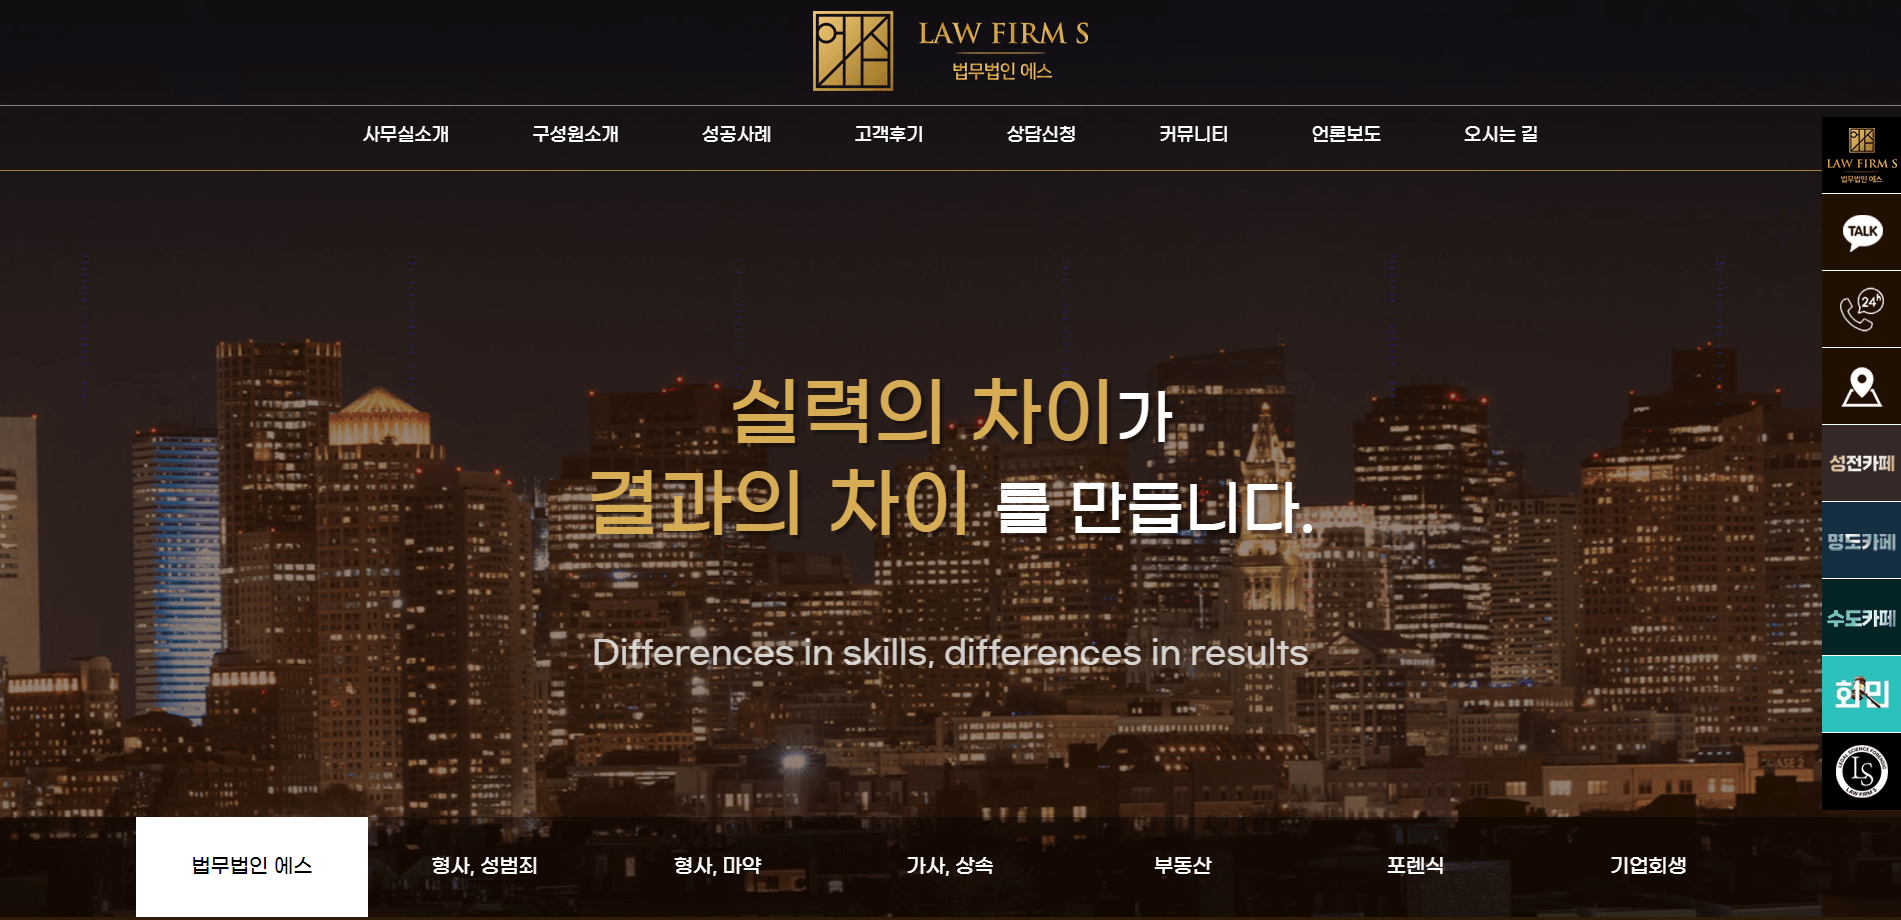 LAW FIRM S
법무법인 에스
사무실소개
구성원소개
성공사례
고객후기
상담신청
커뮤니티
언론보도
오시는 길
실력의 차이가
결과의 차이 를 만듭니다.
Differences in skills, differences in results
LAW FIRM S
법무법인 에스
TALK
24h
성전카페
명도카페
수도카페
회민
LEGAL SCIENCE FORENSIC
LS
LAW FIRM S
법무법인 에스
형사, 성범죄
형사, 마약
가사, 상속
부동산
포렌식
기업회생